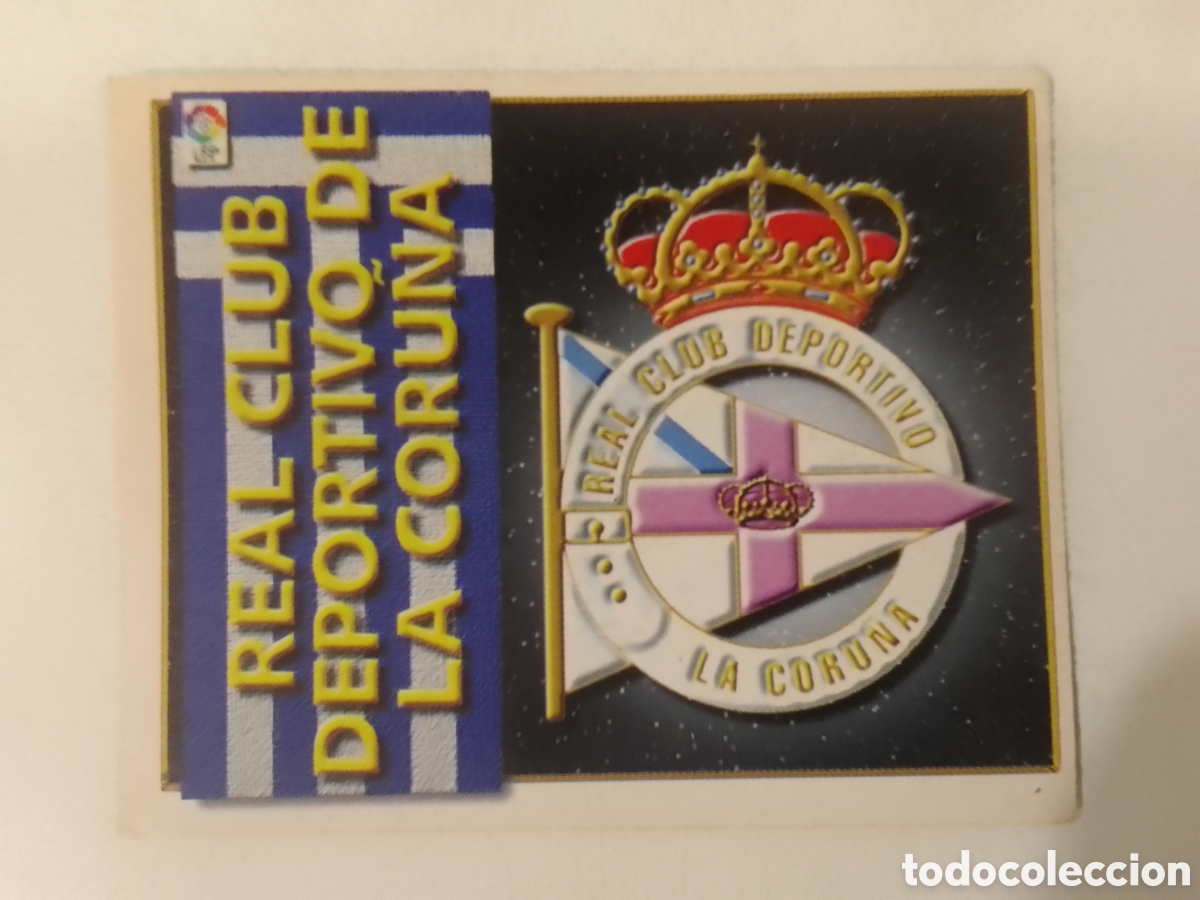 REAL CLUB
DEPORTIVO DE
LA CORUÑA
REAL CLUB DEPORTIVO
LA CORUÑA
todocoleccion